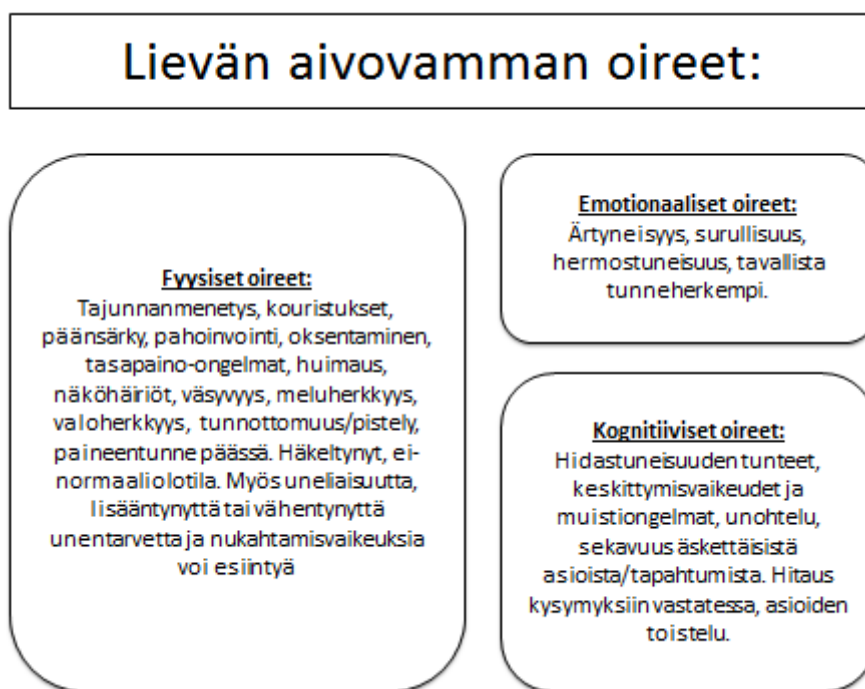 Lievän aivovamman oireet:
Fyysiset oireet:
Tajunnanmenetys, kouristukset,
päänsärky, pahoinvointi, oksentaminen,
tasapaino-ongelmat, huimaus,
näköhäiriöt, väsyvyys, meluherkkyys,
valoherkkyys, tunnottomuus/pistely,
paineentunne päässä. Häkeltynyt, ei-
normaali olotila. Myös uneliaisuutta,
lisääntynyttä tai vähentynyttä
unentarvetta ja nukahtamisvaikeuksia
voi esiintyä
Emotionaaliset oireet:
Ärtyneisyys, surullisuus,
hermostuneisuus, tavallista
tunneherkempi.
Kognitiiviset oireet:
Hidastuneisuuden tunteet,
keskittymisvaikeudet ja
muistiongelmat, unohtelu,
sekavuus äskettäisistä
asioista/tapahtumista. Hitaus
kysymyksiin vastatessa, asioiden
toistelu.